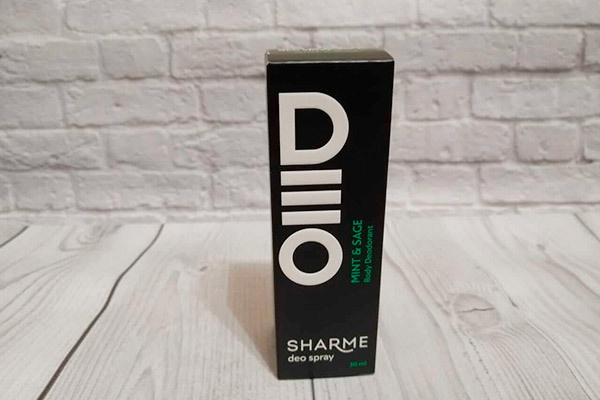 DEO
MINT & SAGE
Body Deodorant
SHARME
deo spray